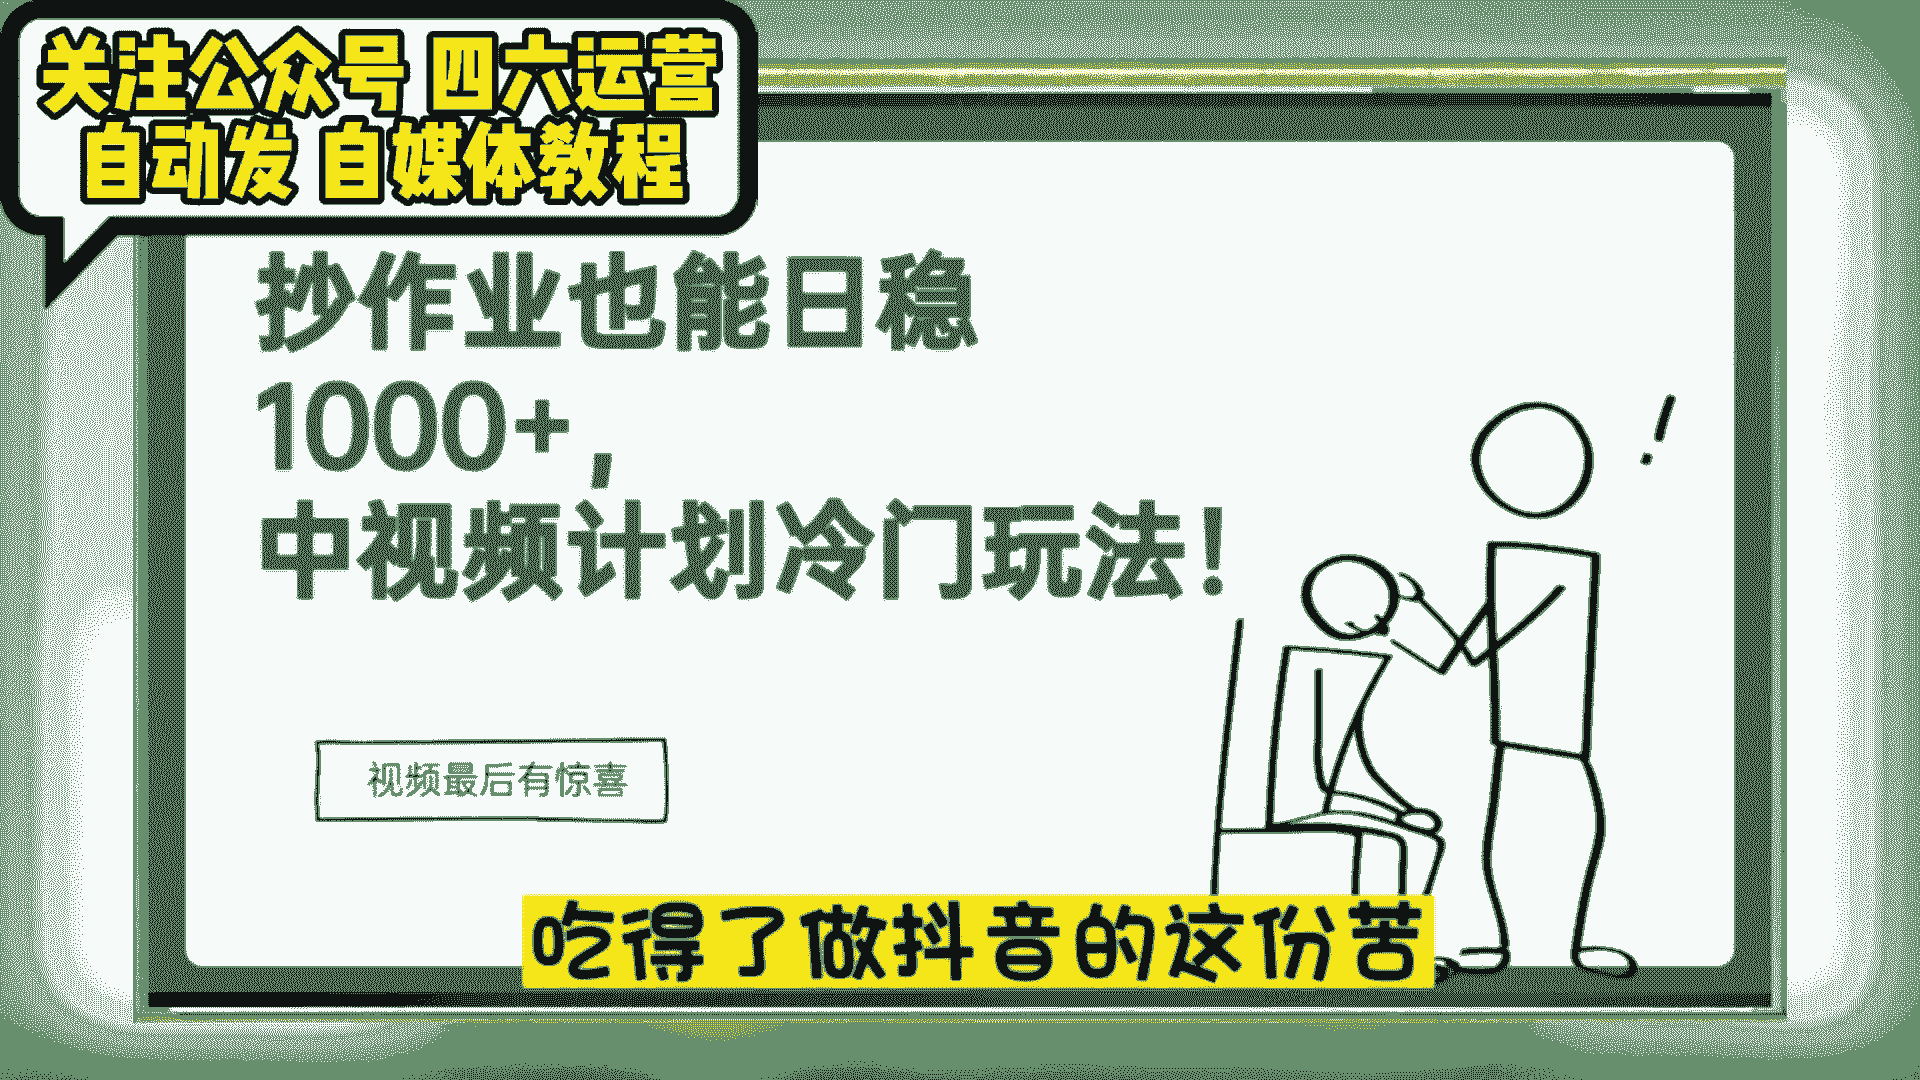 关注公众号 四六运营
自动发 自媒体教程
抄作业也能日稳
1000+，
中视频计划冷门玩法！
视频最后有惊喜
吃得了做抖音的这份苦